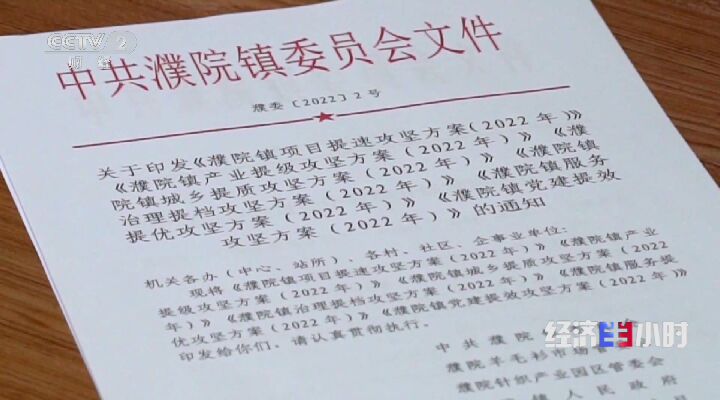 CCTV 2
财经
中共濮院镇委员会文件
濮委〔2022〕2号
关于印发《濮院镇项目提速攻坚方案（2022年）》
《濮院镇产业提级攻坚方案（2022年）》《濮
院镇城乡提质攻坚方案（2022年）》《濮院镇
治理提档攻坚方案（2022年）》《濮院镇服务
提优攻坚方案（2022年）》《濮院镇党建提效
攻坚方案（2022年）》的通知
机关各办（中心、站所）、各村、社区、企事业单位：
现将《濮院镇项目提速攻坚方案（2022年）》《濮院镇产业
提级攻坚方案（2022年）》《濮院镇城乡提质攻坚方案（2022
年）》《濮院镇治理提档攻坚方案（2022年）》《濮院镇服务提
优攻坚方案（2022年）》《濮院镇党建提效攻坚方案（2022年）》
印发给你们，请认真贯彻执行。
中共濮院
濮院羊毛衫市场管
濮院针织产业园区管委会
镇人民政府
经济半小时